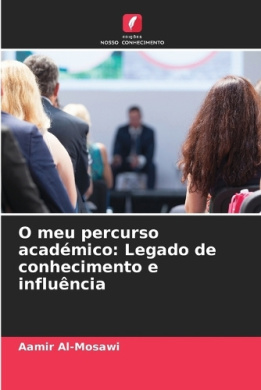 edições
NOSSO CONHECIMENTO
O meu percurso
académico: Legado de
conhecimento e
influência
Aamir Al-Mosawi